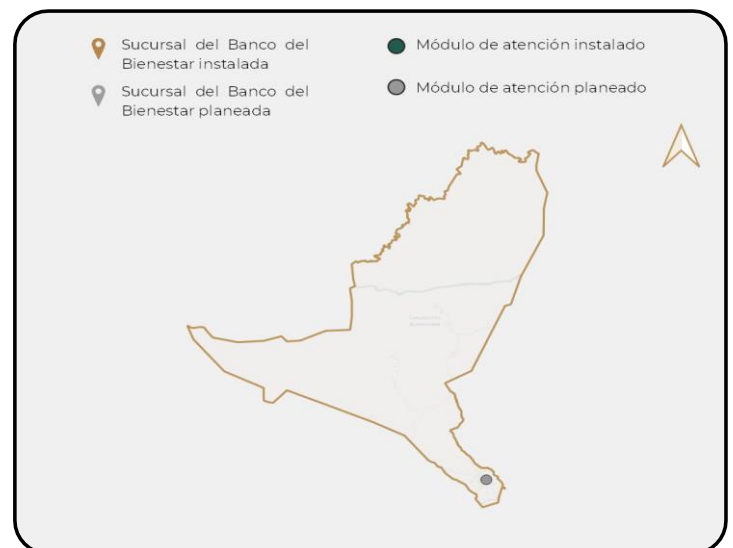 Sucursal del Banco del
Bienestar instalada
Sucursal del Banco del
Bienestar planeada
Módulo de atención instalado
Módulo de atención planeado